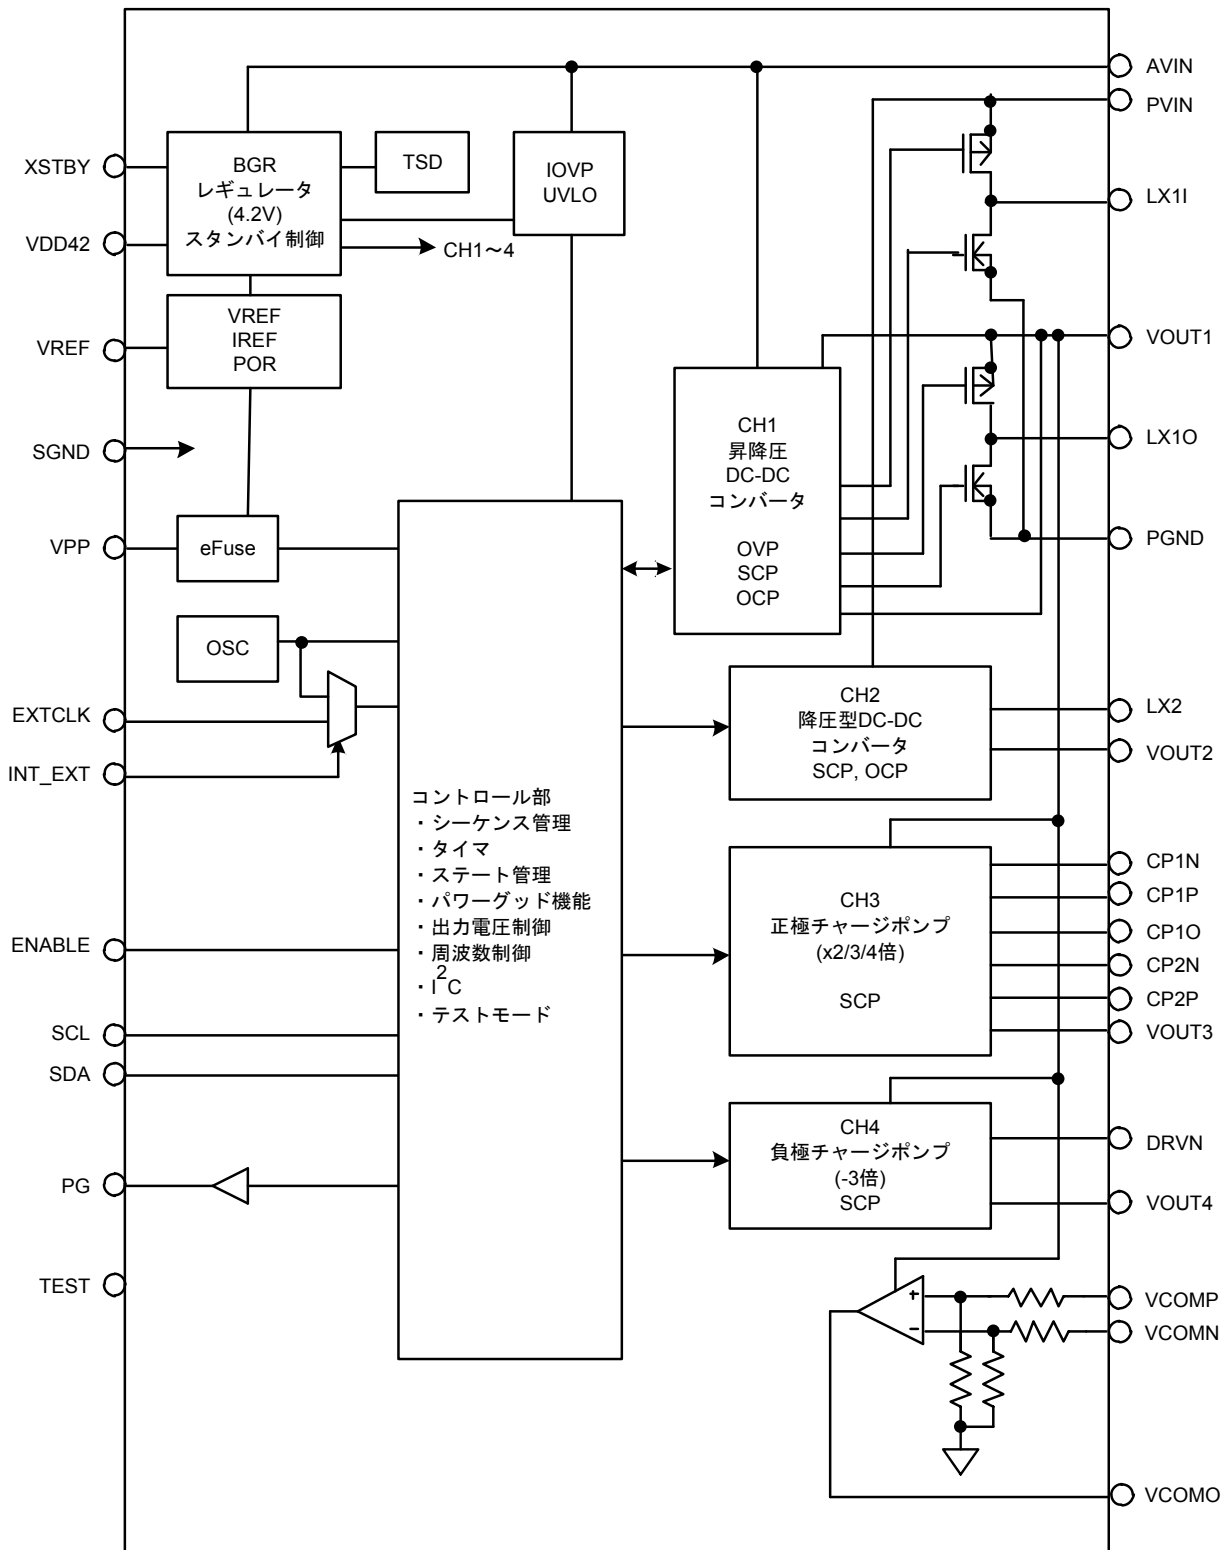 AVIN
PVIN
XSTBY
BGR
レギュレータ
(4.2V)
スタンバイ制御
TSD
IOVP
UVLO
LX1I
VDD42
CH1～4
VREF
VREF
IREF
POR
VOUT1
SGND
CH1
昇降圧
DC-DC
コンバータ
OVP
SCP
OCP
LX1O
VPP
eFuse
PGND
OSC
EXTCLK
INT_EXT
CH2
降圧型DC-DC
コンバータ
SCP, OCP
LX2
VOUT2
コントロール部
・シーケンス管理
・タイマ
・ステート管理
・パワーグッド機能
・出力電圧制御
・周波数制御
・I2C
・テストモード
CH3
正極チャージポンプ
(x2/3/4倍)
SCP
CP1N
CP1P
CP1O
CP2N
CP2P
VOUT3
ENABLE
SCL
SDA
CH4
負極チャージポンプ
(-3倍)
SCP
DRVN
VOUT4
PG
TEST
+
−
VCOMP
VCOMN
VCOMO